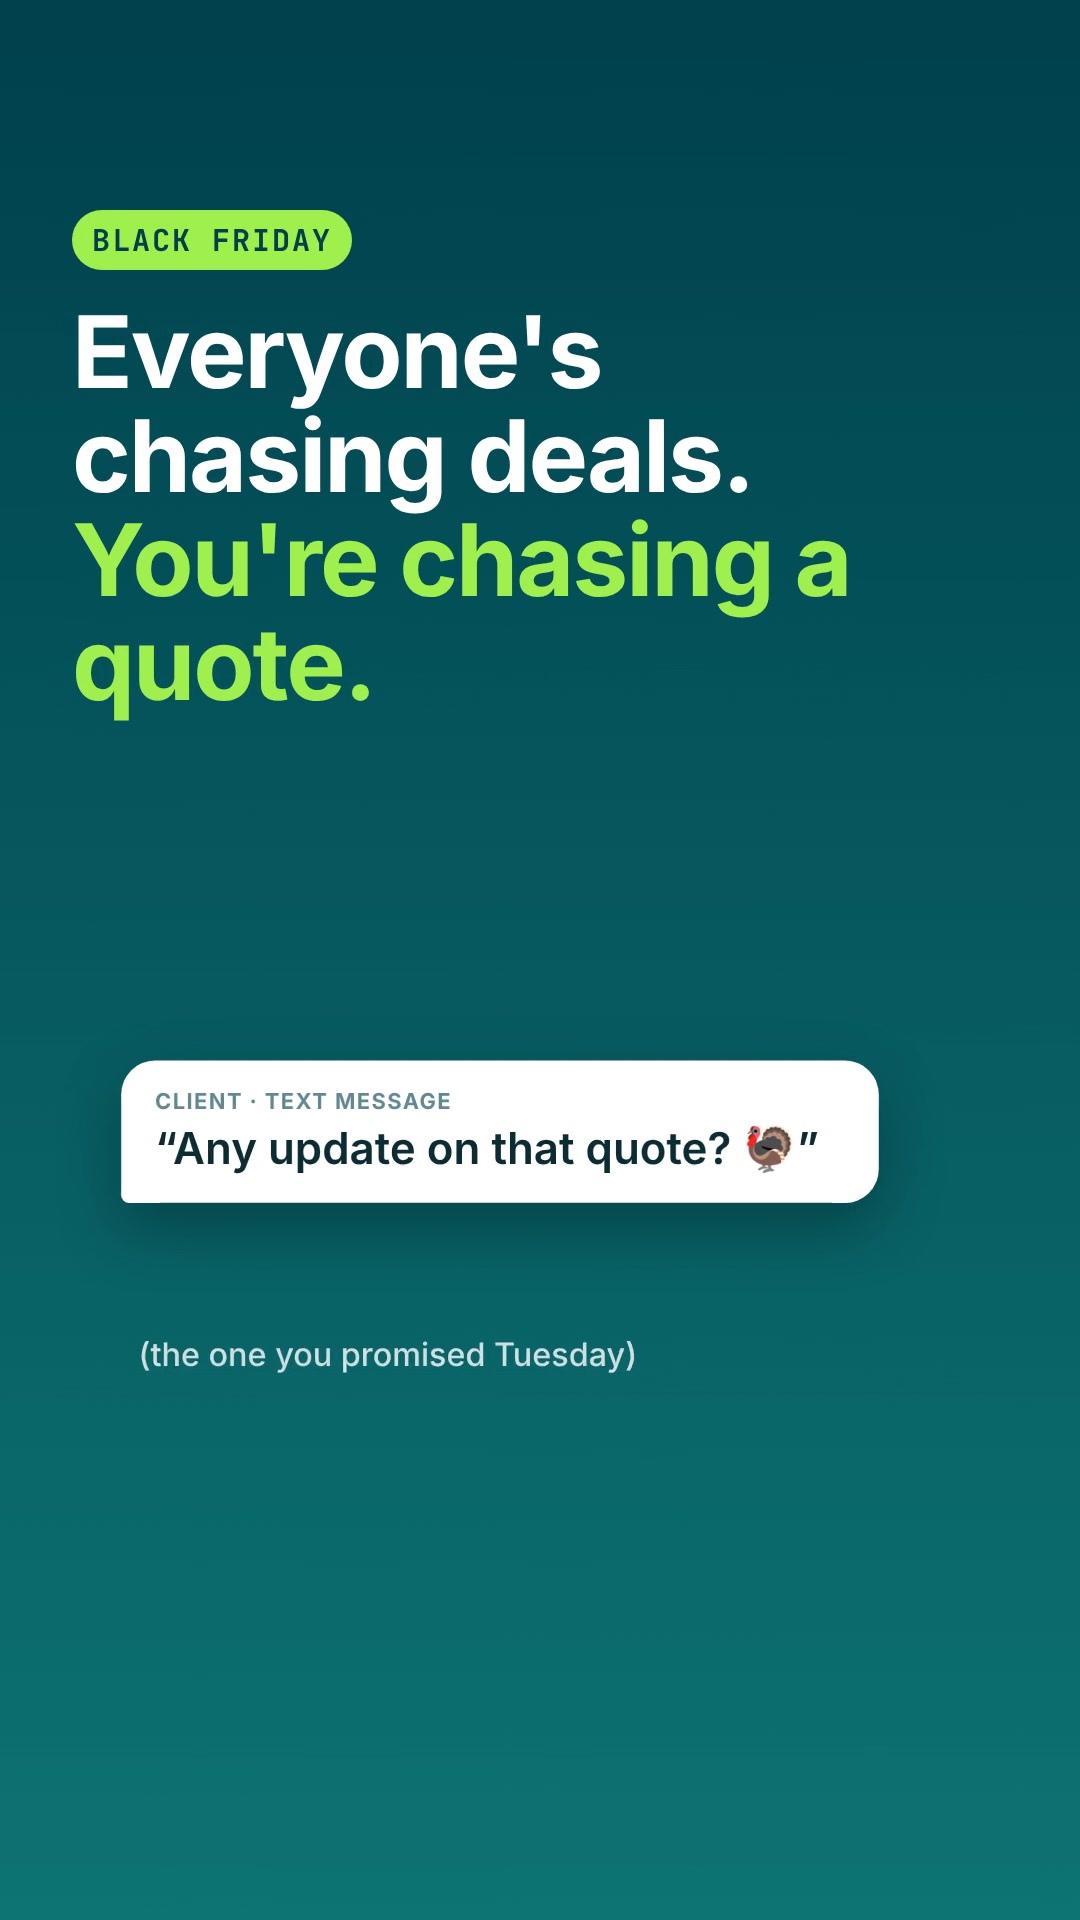 BLACK FRIDAY
Everyone's
chasing deals.
You're chasing a
quote.
CLIENT · TEXT MESSAGE
“Any update on that quote? 🦃”
(the one you promised Tuesday)